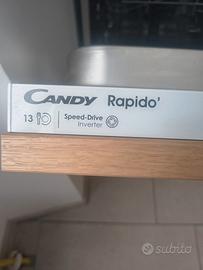 CANDY Rapido'
13 Speed-Drive
Inverter
subito